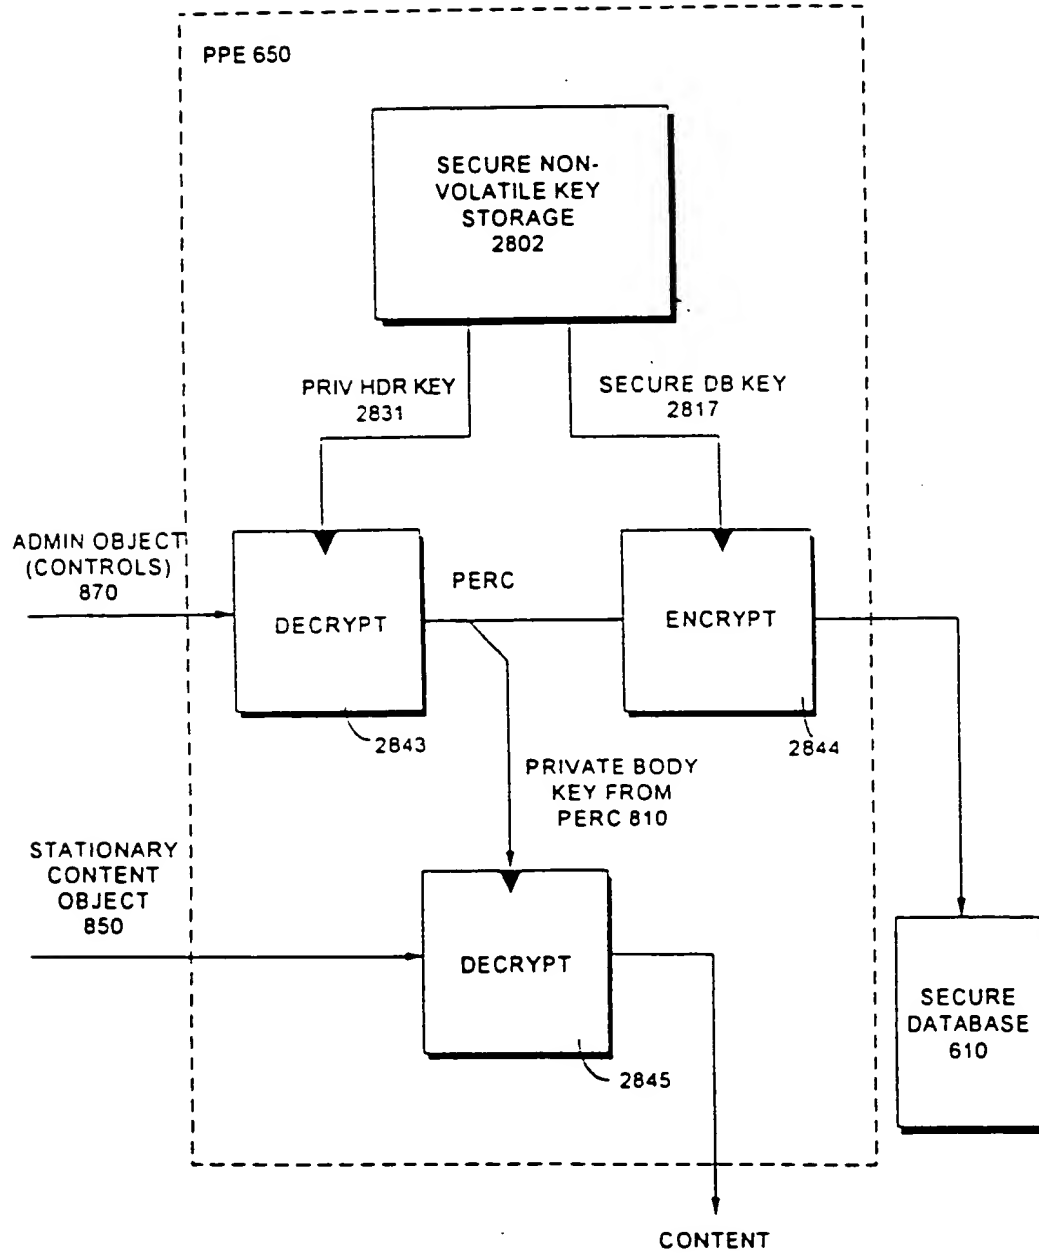 PPE 650
SECURE NON-
VOLATILE KEY
STORAGE
2802
PRIV HDR KEY
2831
SECURE DB KEY
2817
ADMIN OBJECT
(CONTROLS)
870
DECRYPT
PERC
ENCRYPT
2843
2844
PRIVATE BODY
KEY FROM
PERC 810
STATIONARY
CONTENT
OBJECT
850
DECRYPT
2845
SECURE
DATABASE
610
CONTENT